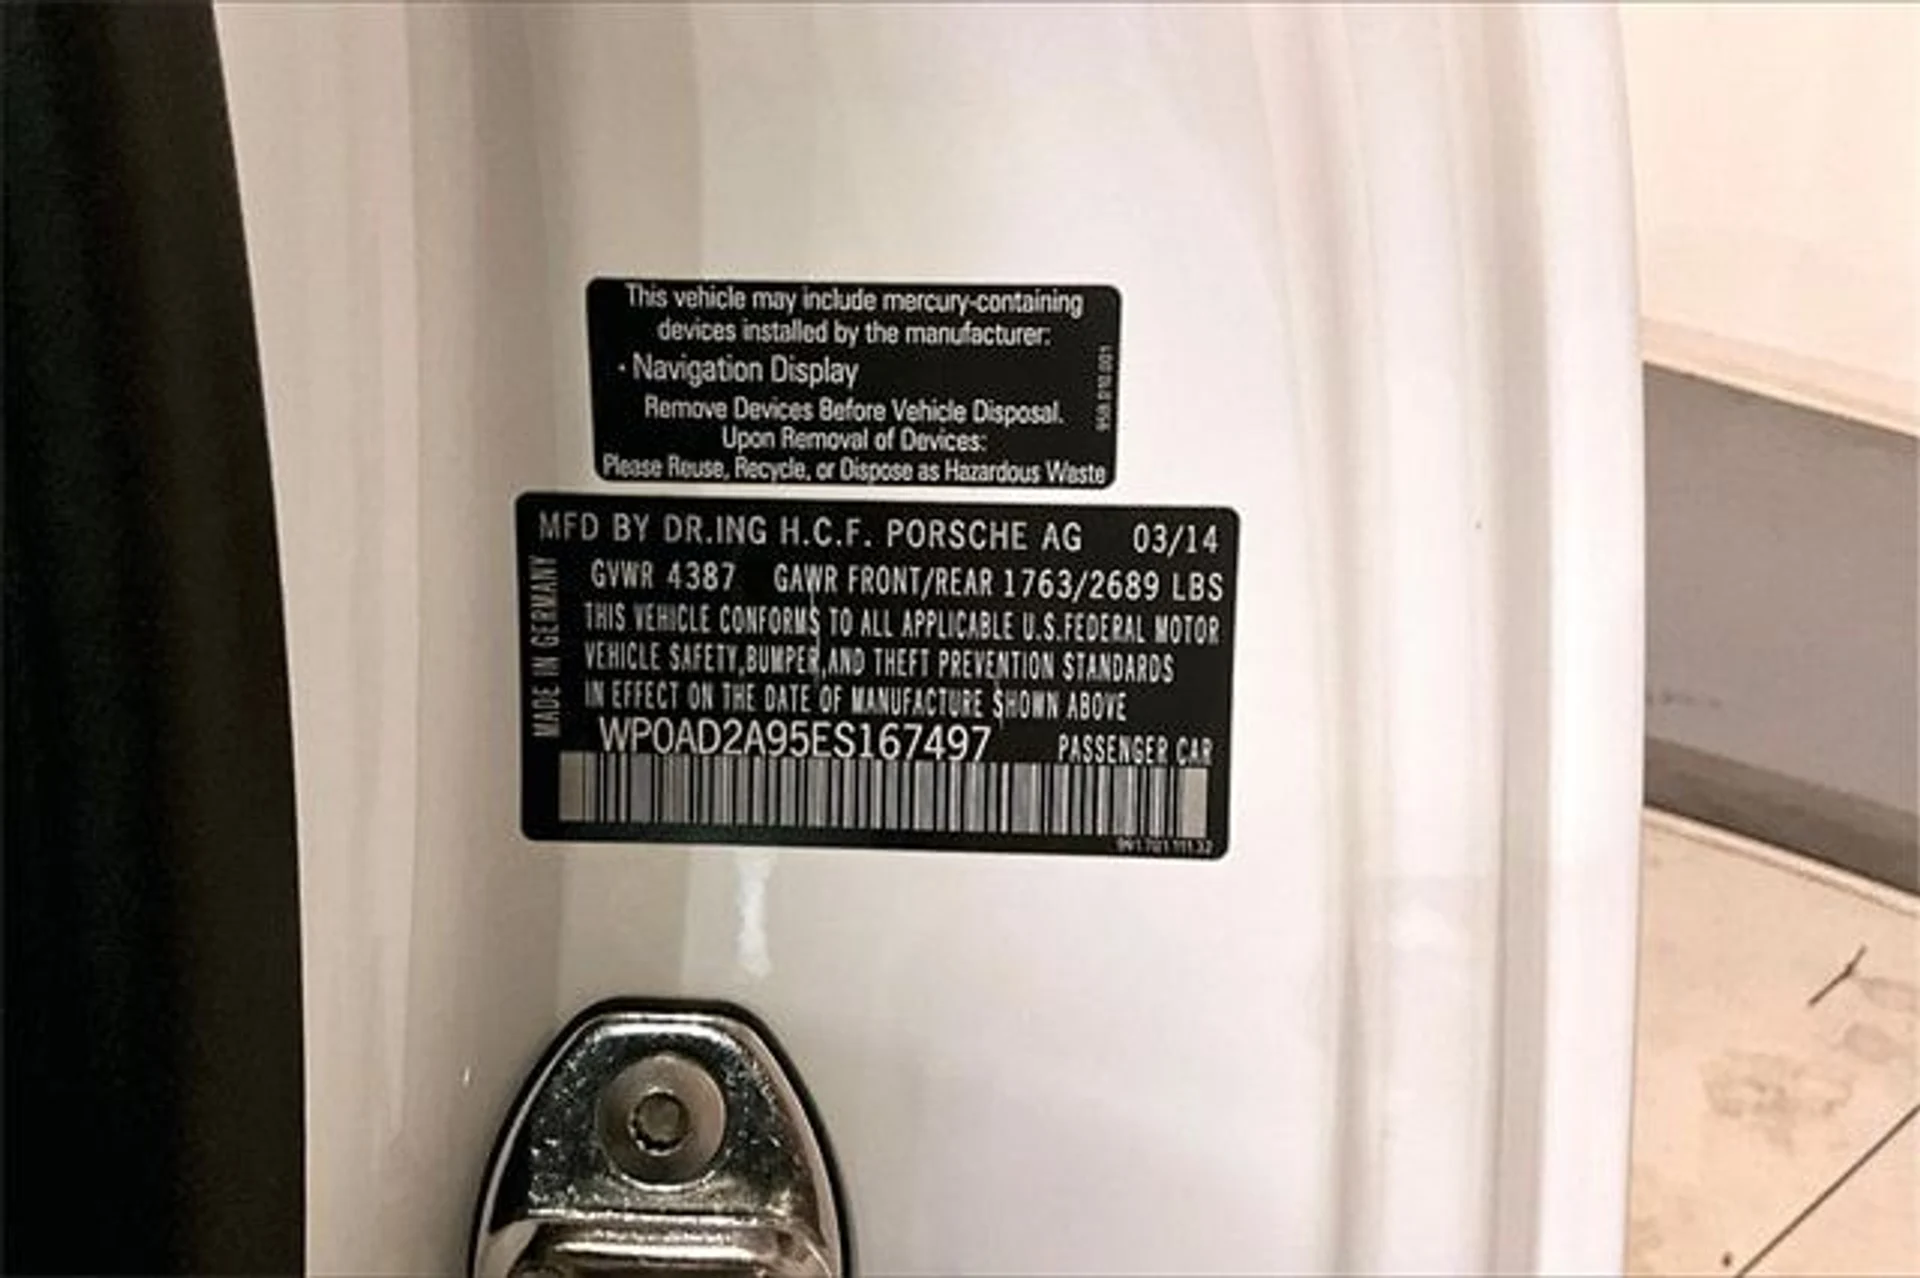 This vehicle may include mercury-containing
devices installed by the manufacturer:
· Navigation Display
Remove Devices Before Vehicle Disposal.
Upon Removal of Devices:
Please Reuse, Recycle, or Dispose as Hazardous Waste
958.010.001
MFD BY DR.ING H.C.F. PORSCHE AG 03/14
GVWR 4387 GAWR FRONT/REAR 1763/2689 LBS
THIS VEHICLE CONFORMS TO ALL APPLICABLE U.S.FEDERAL MOTOR
VEHICLE SAFETY,BUMPER,AND THEFT PREVENTION STANDARDS
IN EFFECT ON THE DATE OF MANUFACTURE SHOWN ABOVE
WP0AD2A95ES167497 PASSENGER CAR
MADE IN GERMANY